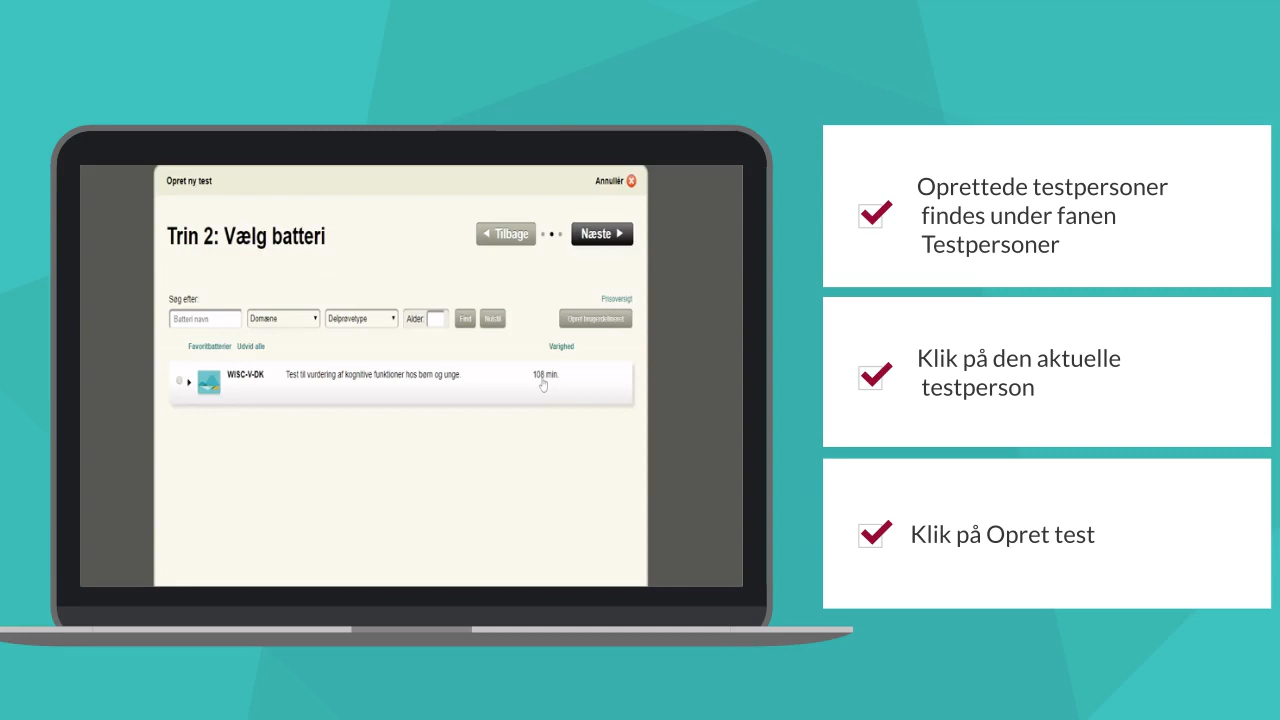 Opret ny test
Annullér
Trin 2: Vælg batteri
Tilbage
Næste
Søg efter:
Prisoversigt
Batteri navn
Domæne
Delprøvetype
Alder:
Find
Nulstil
Opret brugerdefineret
Favoritbatterier
Udvid alle
Varighed
WISC-V-DK
Test til vurdering af kognitive funktioner hos børn og unge.
108 min.
Oprettede testpersoner
findes under fanen
Testpersoner
Klik på den aktuelle
testperson
Klik på Opret test